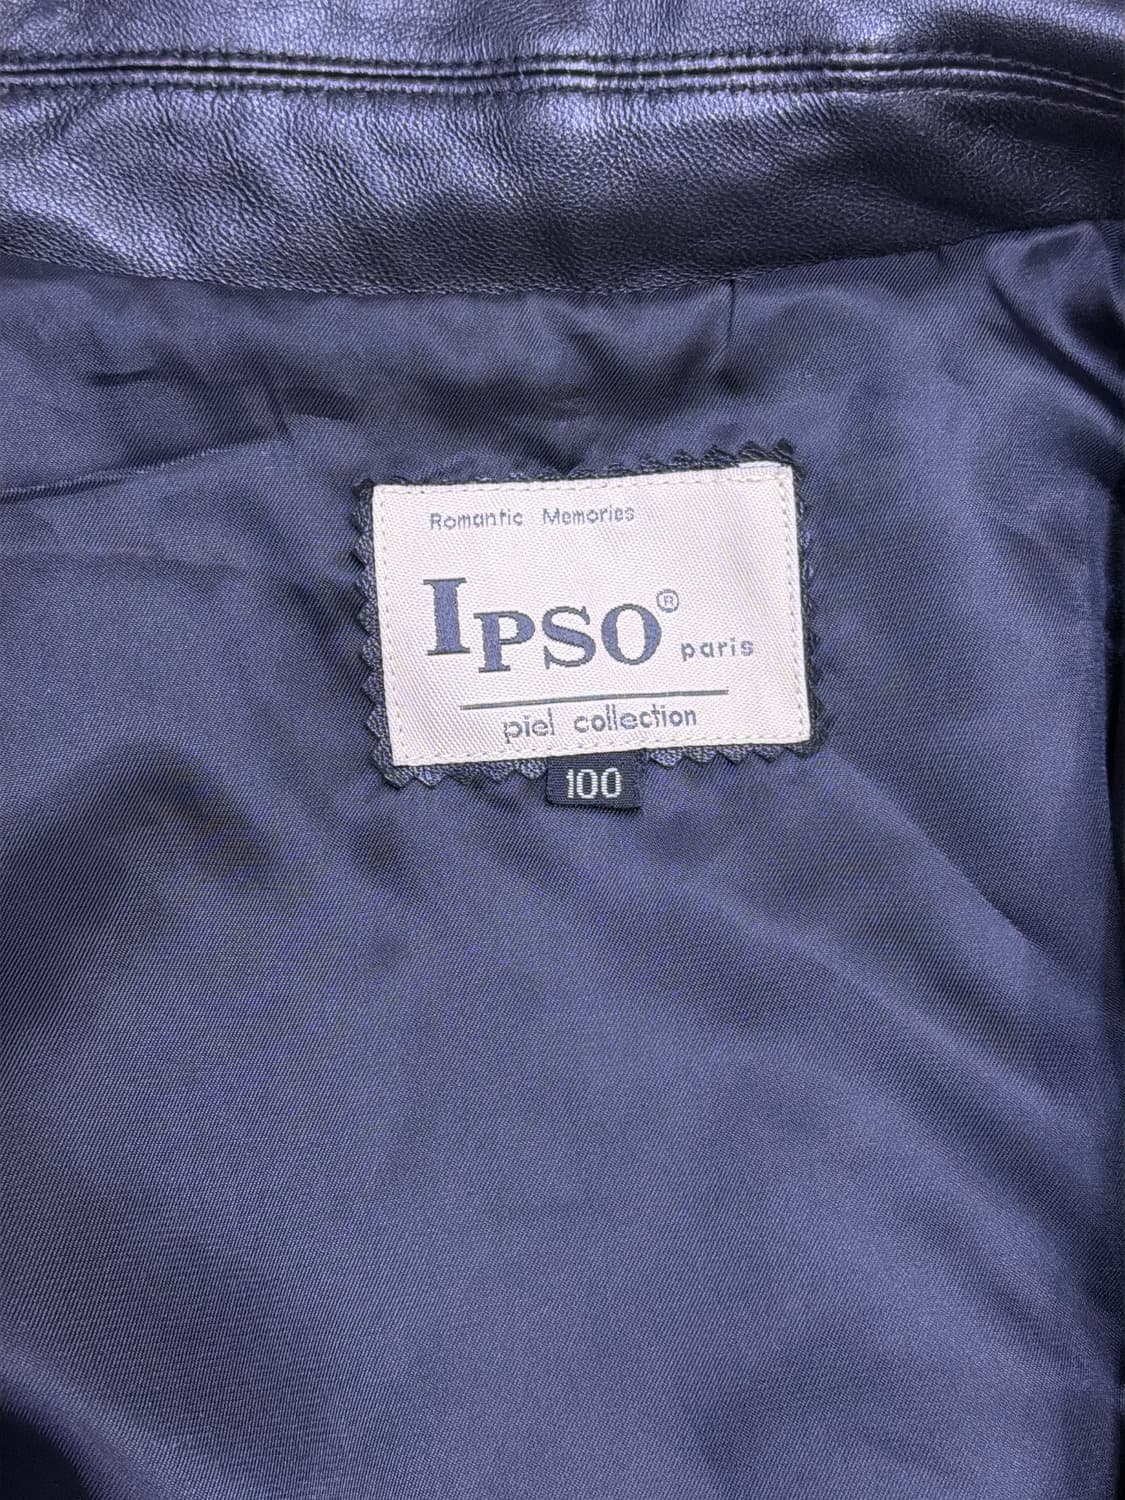 Romantic Memories
IPSO® paris
piel collection
100